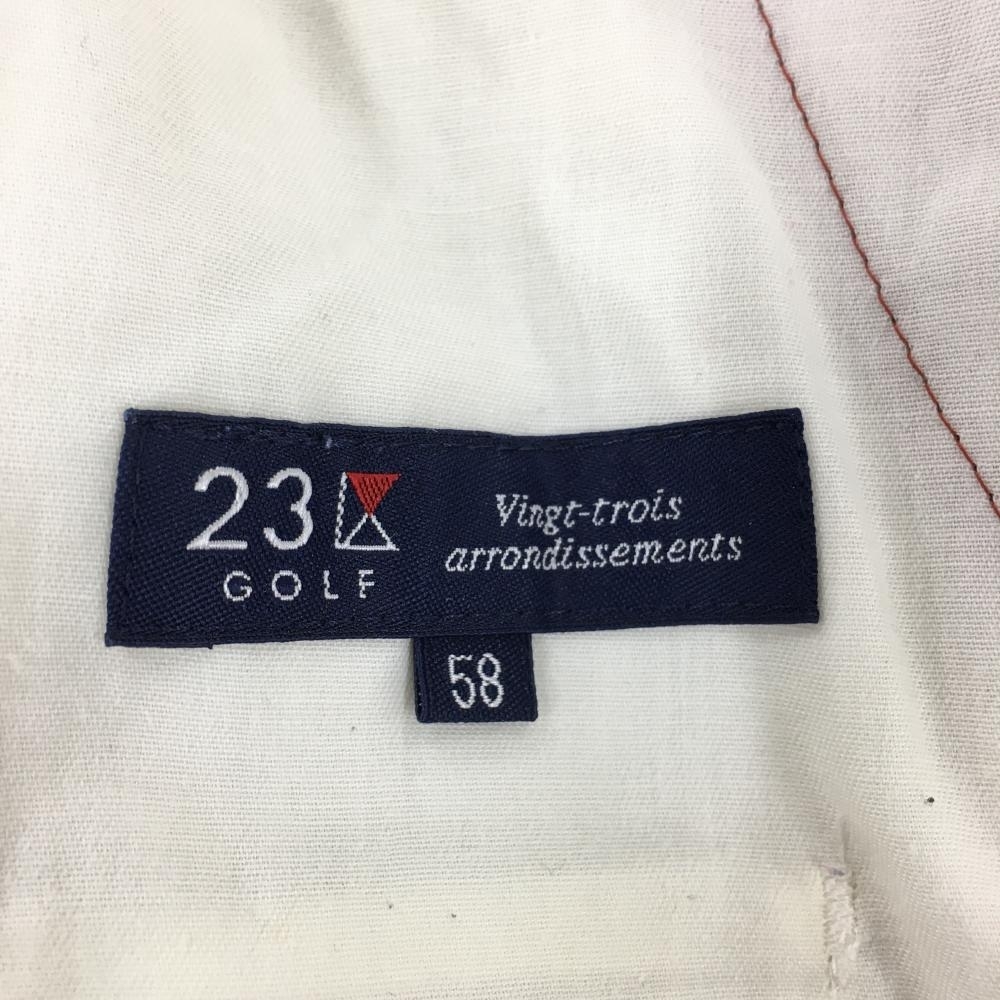 23
GOLF
Vingt-trois
arrondissements
58